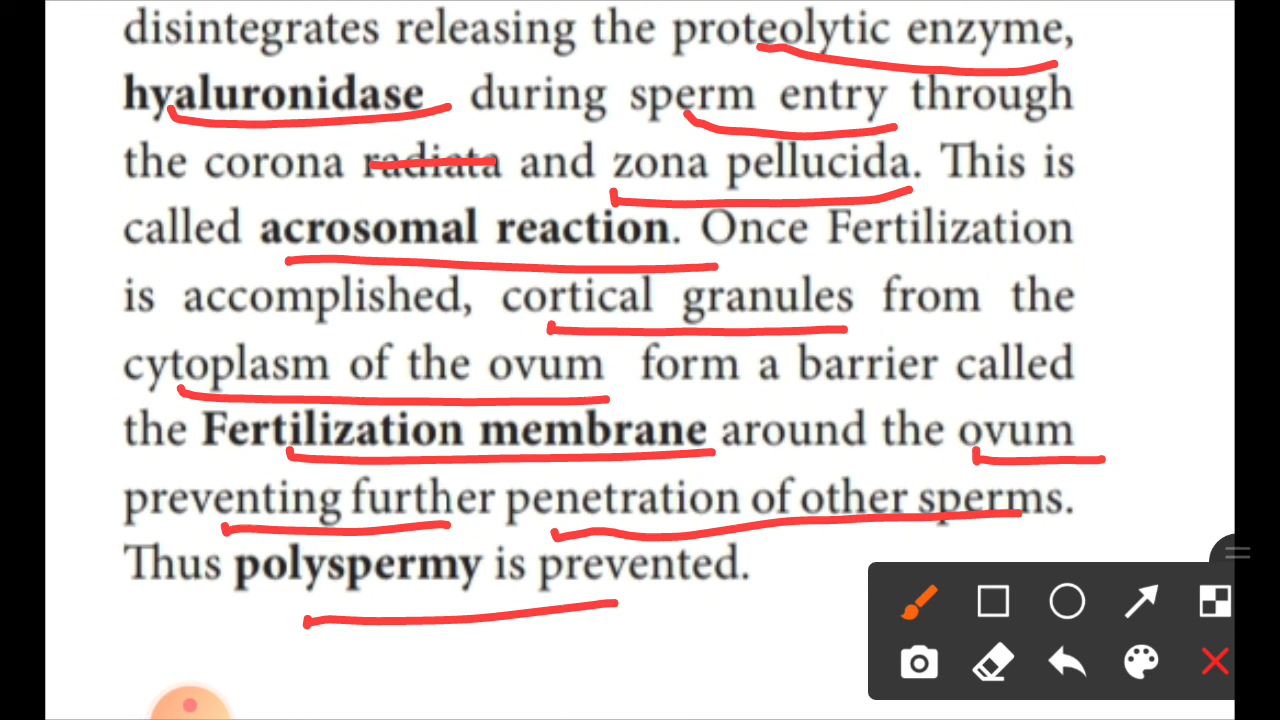 disintegrates releasing the proteolytic enzyme,
hyaluronidase during sperm entry through
the corona radiata and zona pellucida. This is
called acrosomal reaction. Once Fertilization
is accomplished, cortical granules from the
cytoplasm of the ovum form a barrier called
the Fertilization membrane around the ovum
preventing further penetration of other sperms.
Thus polyspermy is prevented.